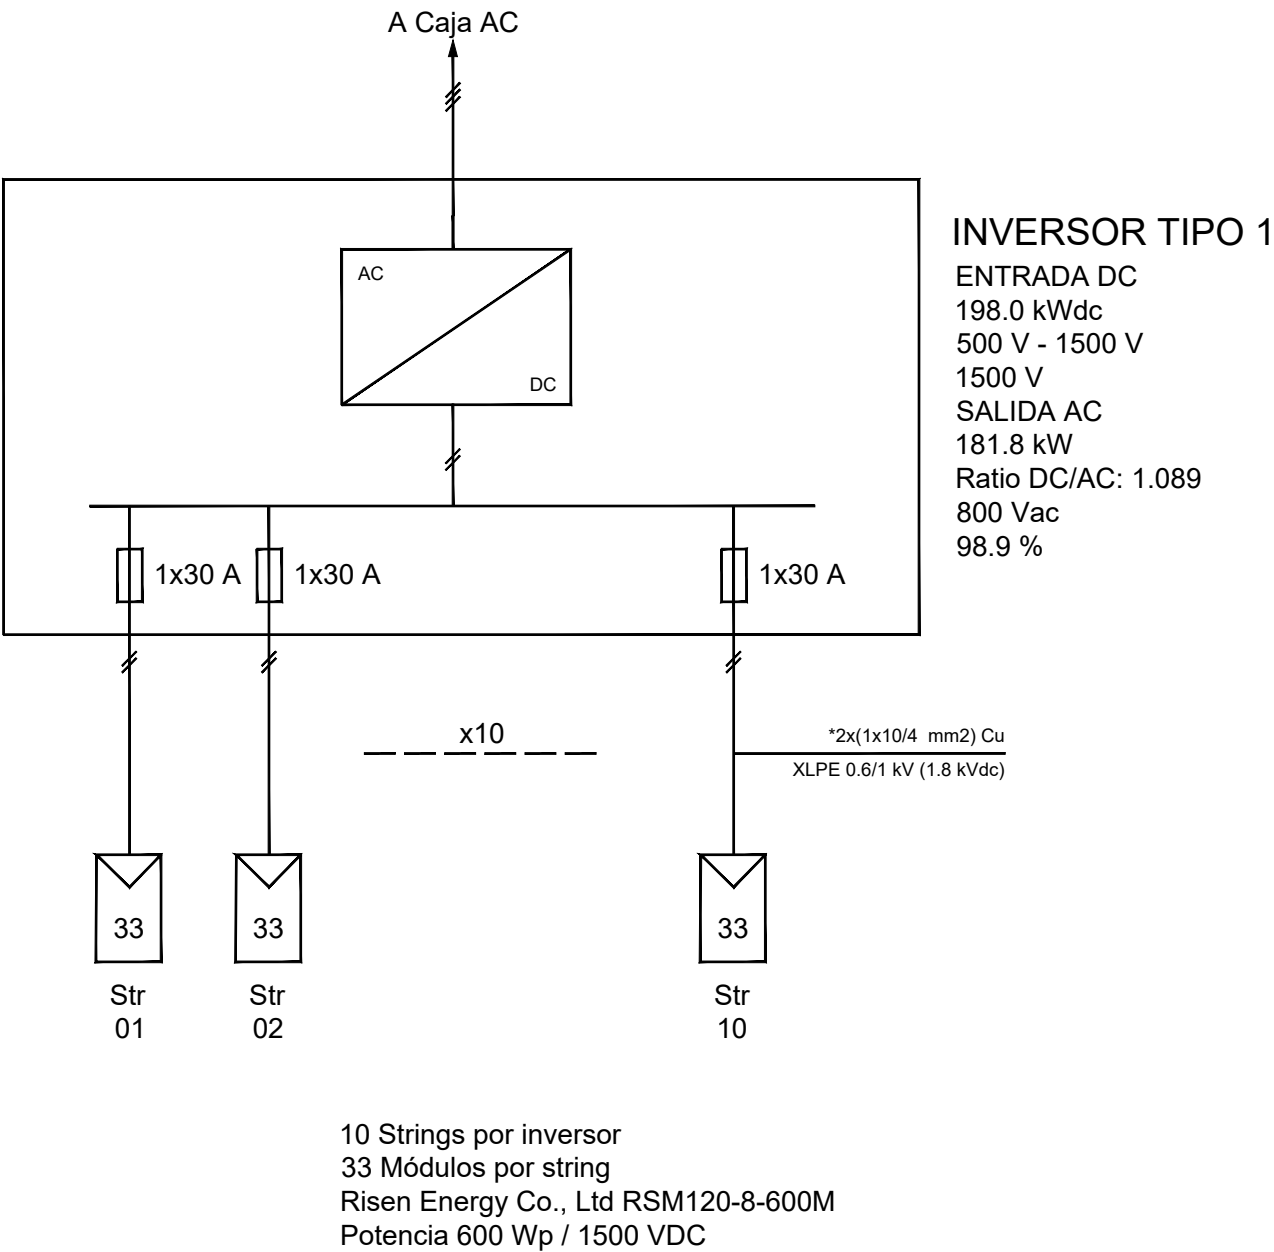 A Caja AC
INVERSOR TIPO 1
ENTRADA DC
198.0 kWdc
500 V - 1500 V
1500 V
SALIDA AC
181.8 kW
Ratio DC/AC: 1.089
800 Vac
98.9 %
AC
DC
1x30 A
1x30 A
1x30 A
x10
*2x(1x10/4 mm2) Cu
XLPE 0.6/1 kV (1.8 kVdc)
33
33
33
Str
01
Str
02
Str
10
10 Strings por inversor
33 Módulos por string
Risen Energy Co., Ltd RSM120-8-600M
Potencia 600 Wp / 1500 VDC